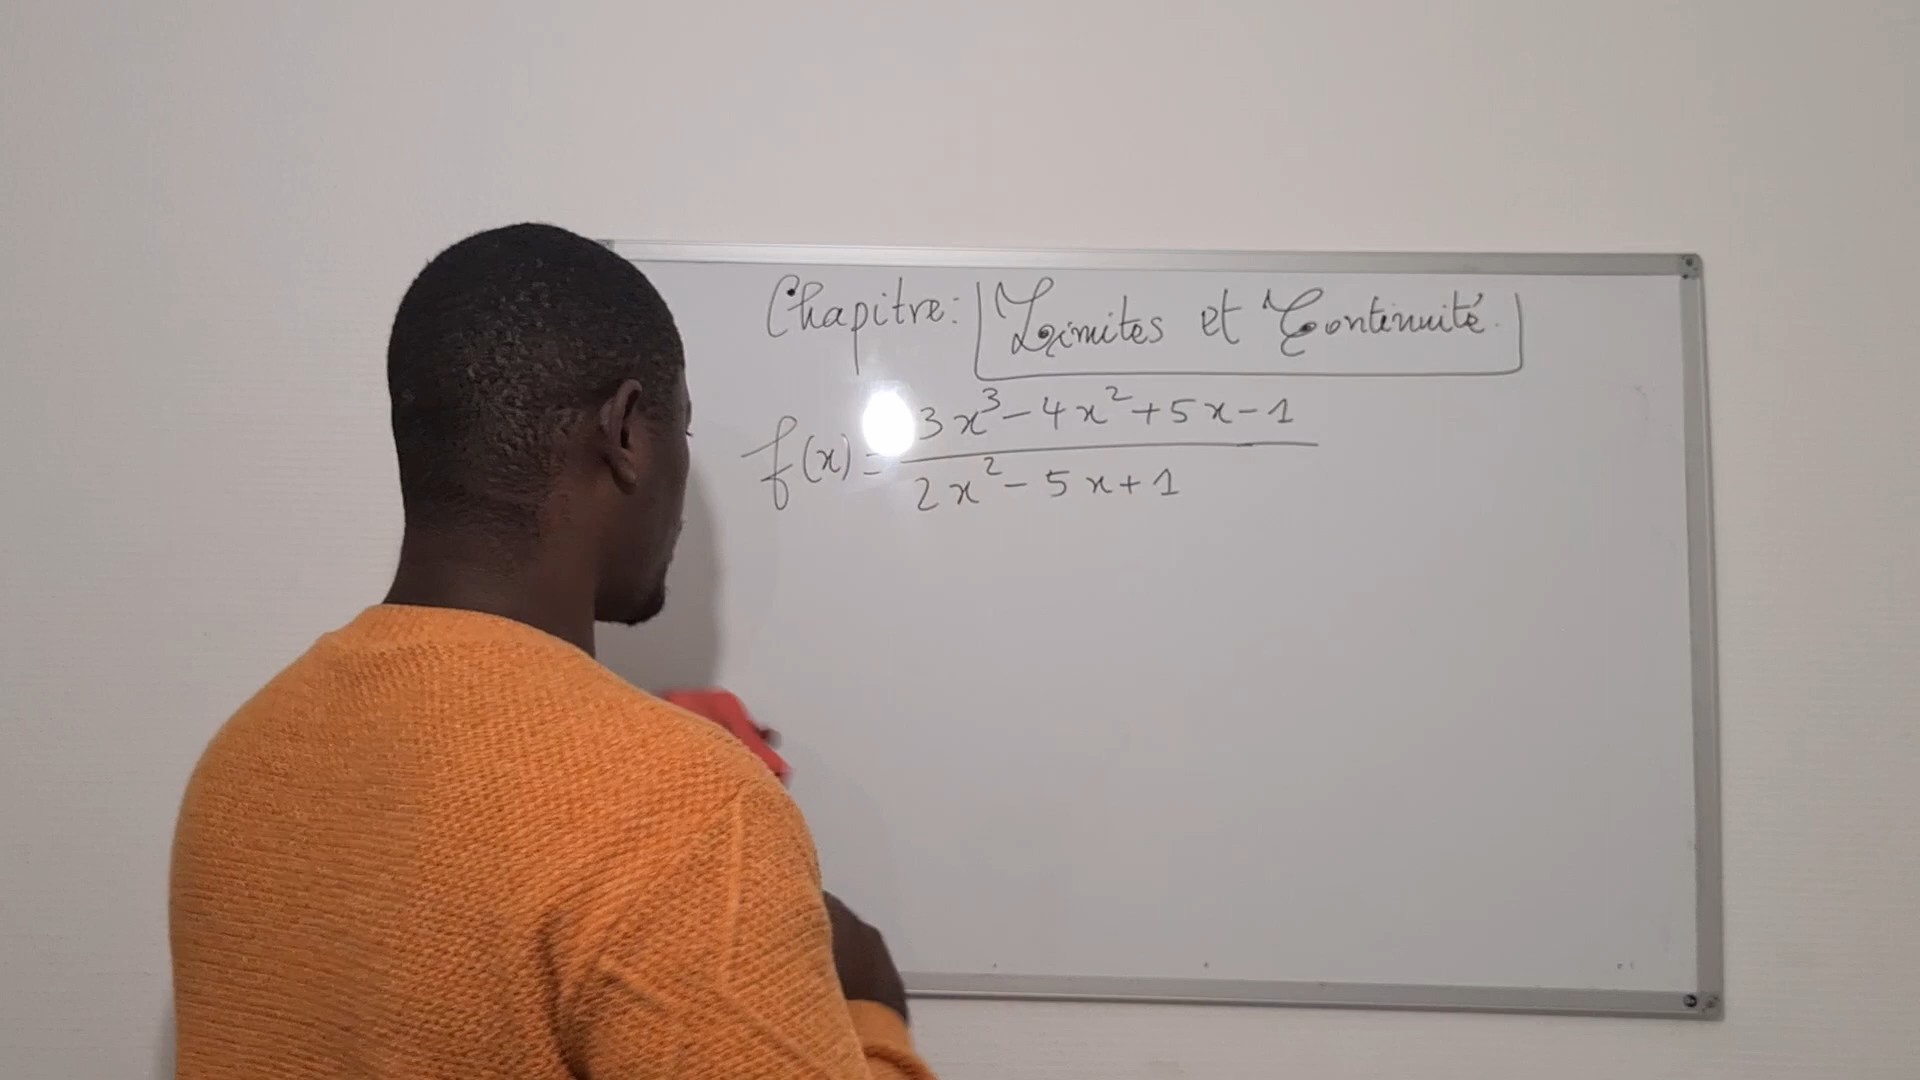 Chapitre: Limites et Continuité.
f(x) = (3x³ - 4x² + 5x - 1) / (2x² - 5x + 1)